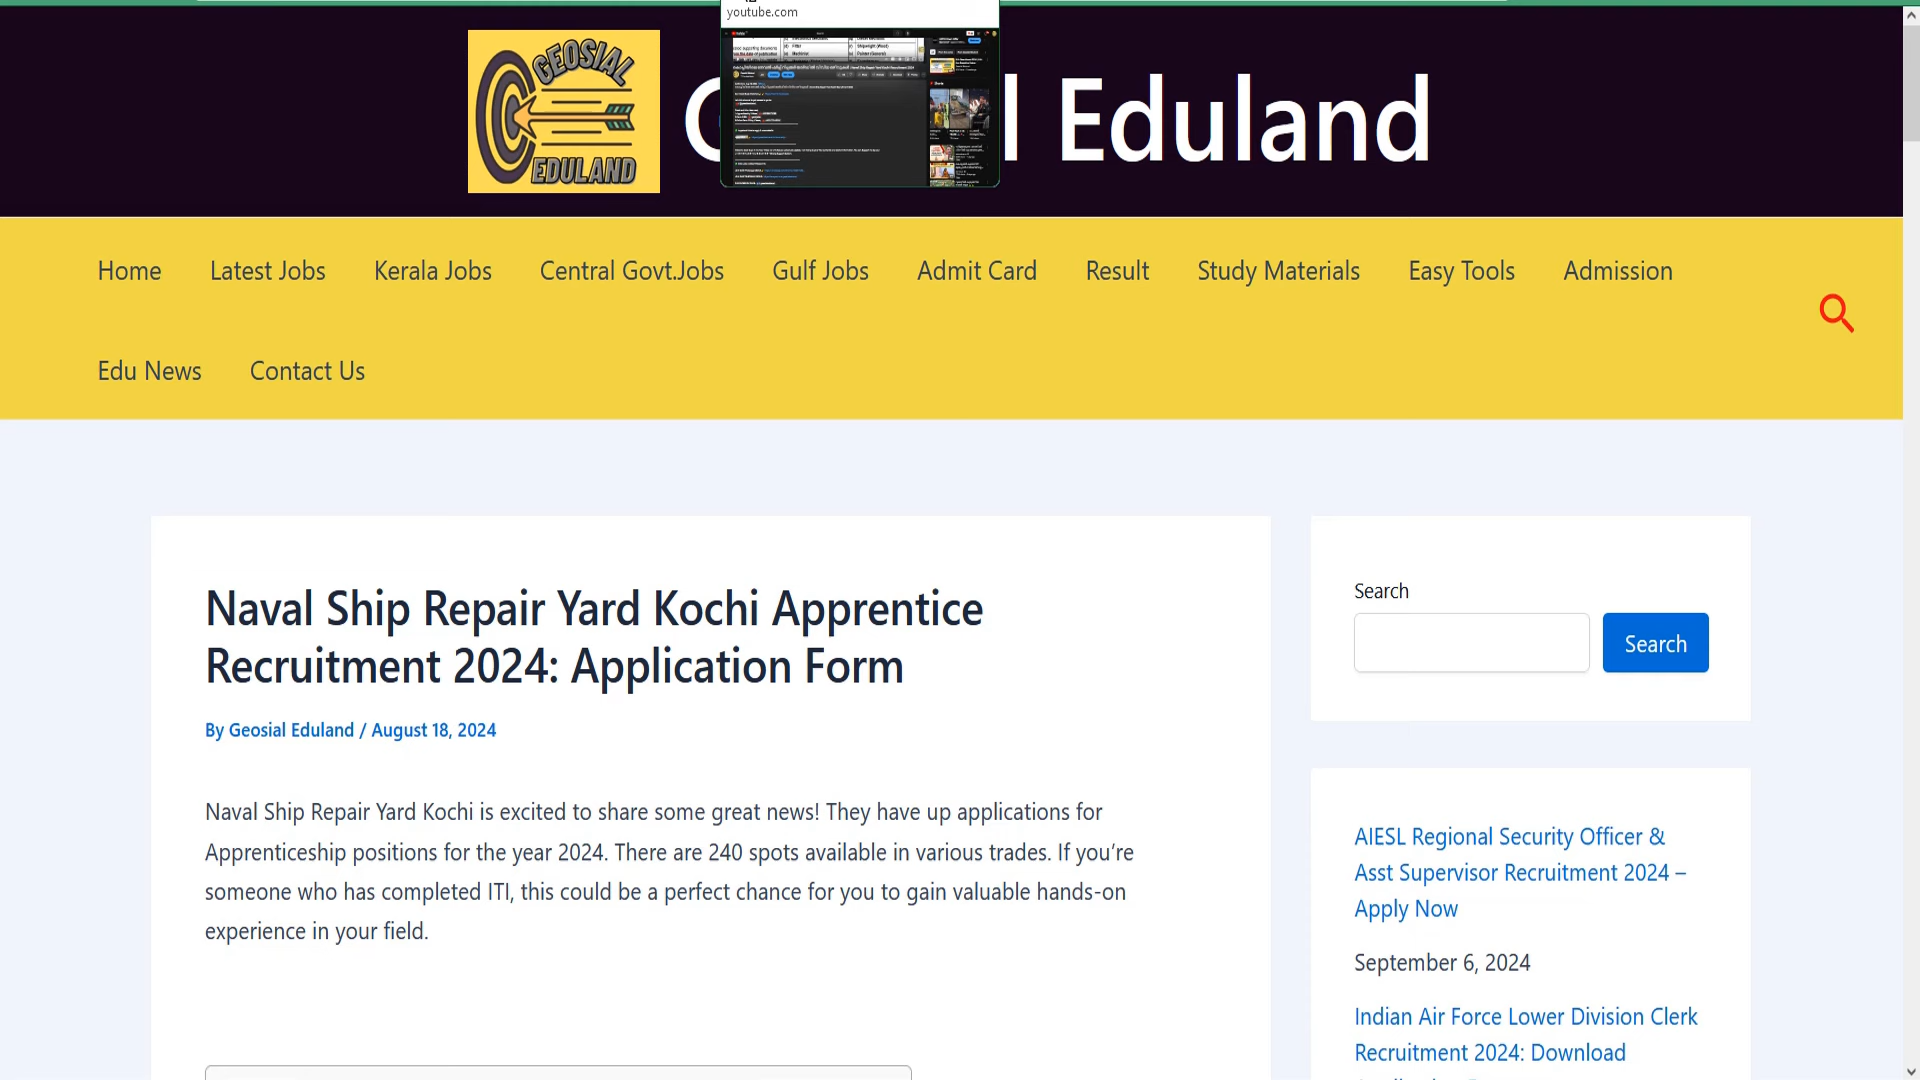 youtube.com
GEOSIAL
EDULAND
Eduland
Home
Latest Jobs
Kerala Jobs
Central Govt.Jobs
Gulf Jobs
Admit Card
Result
Study Materials
Easy Tools
Admission
Edu News
Contact Us
Naval Ship Repair Yard Kochi Apprentice
Recruitment 2024: Application Form
By Geosial Eduland / August 18, 2024
Naval Ship Repair Yard Kochi is excited to share some great news! They have up applications for
Apprenticeship positions for the year 2024. There are 240 spots available in various trades. If you’re
someone who has completed ITI, this could be a perfect chance for you to gain valuable hands-on
experience in your field.
Search
Search
AIESL Regional Security Officer &
Asst Supervisor Recruitment 2024 –
Apply Now
September 6, 2024
Indian Air Force Lower Division Clerk
Recruitment 2024: Download